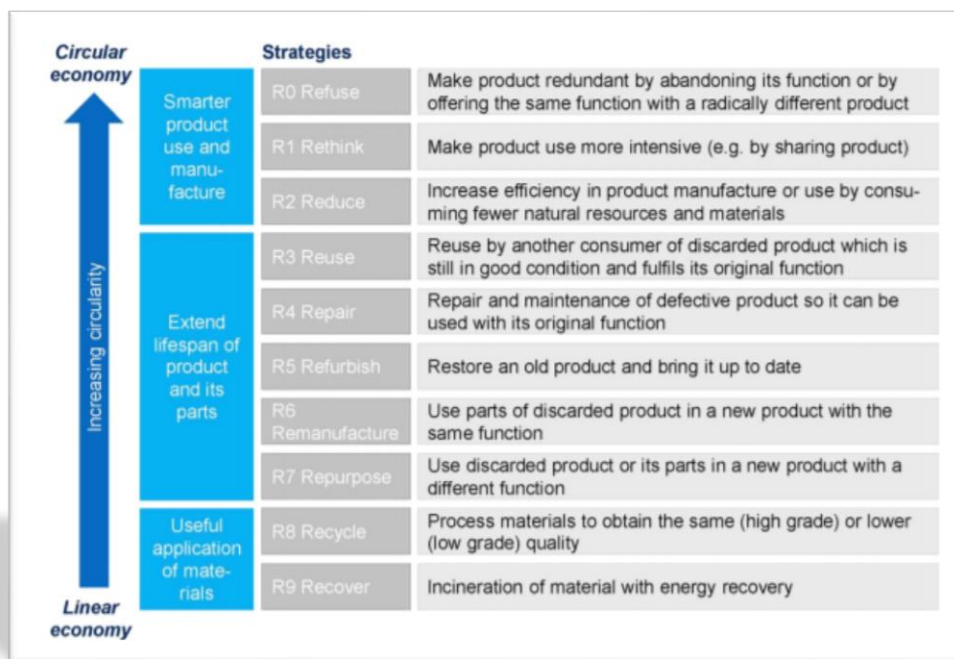 Circular
economy
Strategies
Increasing circularity
Linear
economy
Smarter
product
use and
manu-
facture
R0 Refuse
Make product redundant by abandoning its function or by
offering the same function with a radically different product
R1 Rethink
Make product use more intensive (e.g. by sharing product)
R2 Reduce
Increase efficiency in product manufacture or use by consu-
ming fewer natural resources and materials
Extend
lifespan of
product
and its
parts
R3 Reuse
Reuse by another consumer of discarded product which is
still in good condition and fulfils its original function
R4 Repair
Repair and maintenance of defective product so it can be
used with its original function
R5 Refurbish
Restore an old product and bring it up to date
R6
Remanufacture
Use parts of discarded product in a new product with the
same function
R7 Repurpose
Use discarded product or its parts in a new product with a
different function
Useful
application
of mate-
rials
R8 Recycle
Process materials to obtain the same (high grade) or lower
(low grade) quality
R9 Recover
Incineration of material with energy recovery